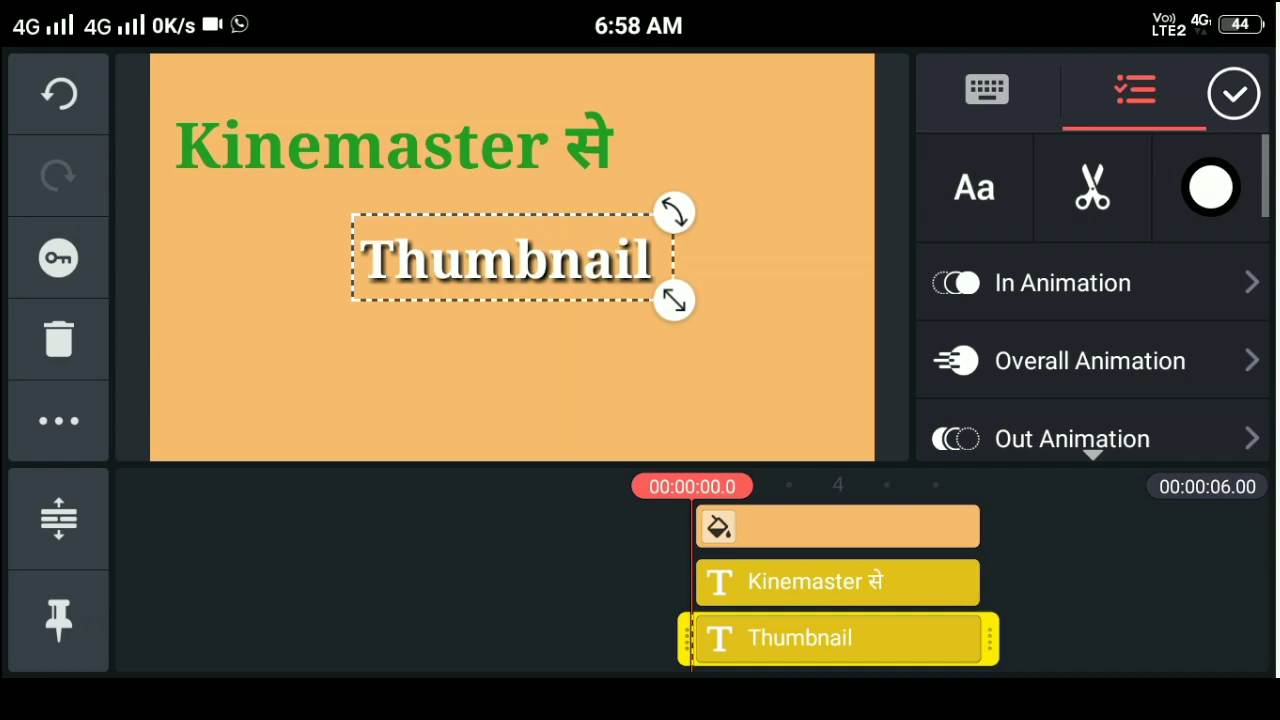 4G 4G 0K/s 6:58 AM Vo)) LTE2 4G 44
Kinemaster से
Thumbnail
Aa
In Animation
Overall Animation
Out Animation
00:00:00.0 4 00:00:06.00
T Kinemaster से
T Thumbnail